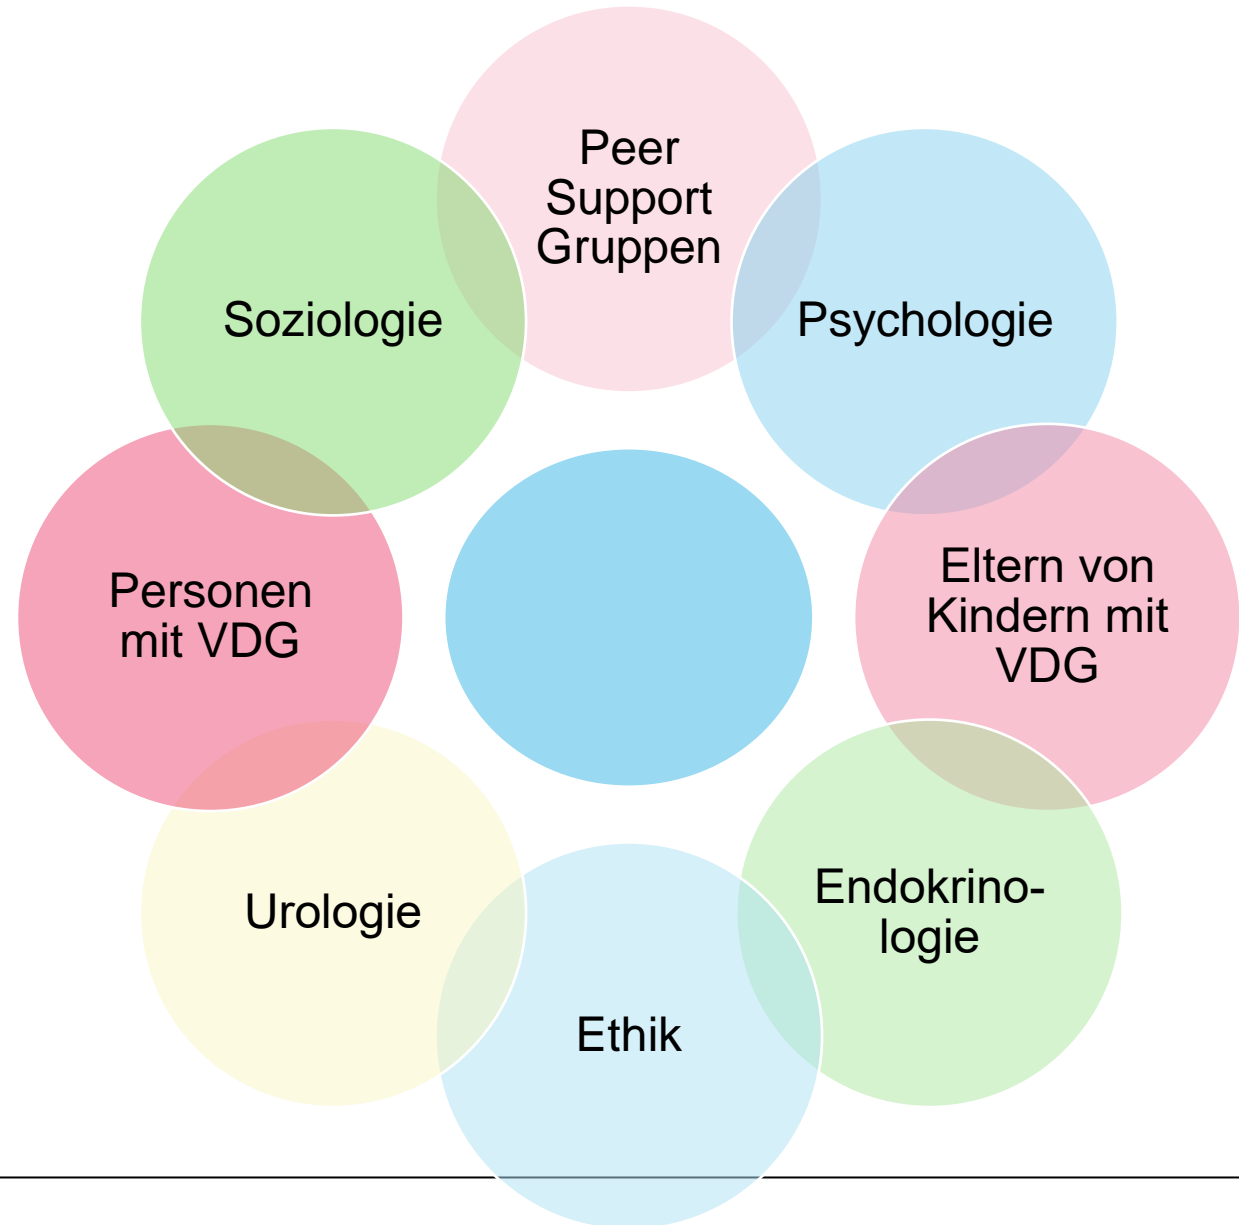 Peer
Support
Gruppen
Soziologie
Psychologie
Personen
mit VDG
Eltern von
Kindern mit
VDG
Urologie
Endokrino-
logie
Ethik